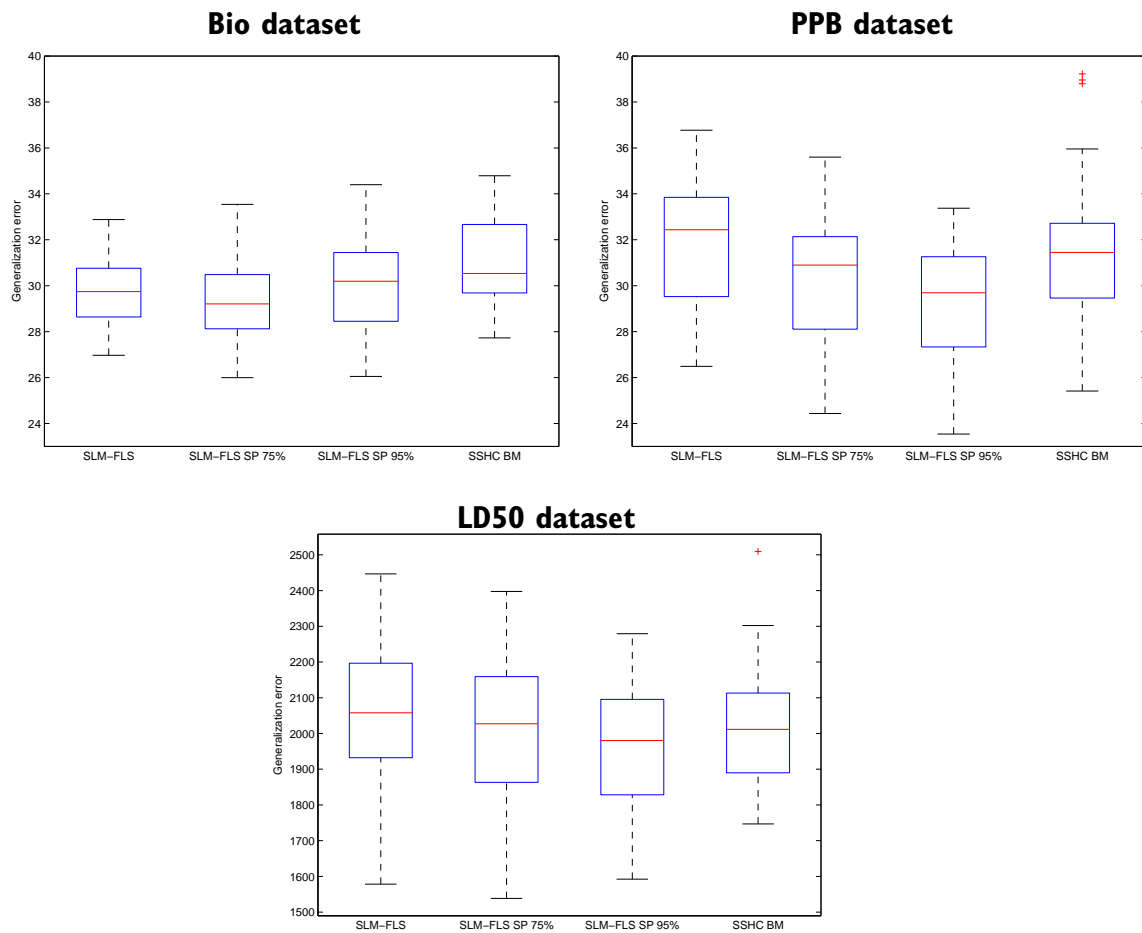 Bio dataset
40
38
36
34
32
30
28
26
24
Generalization error
SLM–FLS
SLM–FLS SP 75%
SLM–FLS SP 95%
SSHC BM
PPB dataset
40
38
36
34
32
30
28
26
24
Generalization error
SLM–FLS
SLM–FLS SP 75%
SLM–FLS SP 95%
SSHC BM
LD50 dataset
2500
2400
2300
2200
2100
2000
1900
1800
1700
1600
1500
Generalization error
SLM–FLS
SLM–FLS SP 75%
SLM–FLS SP 95%
SSHC BM